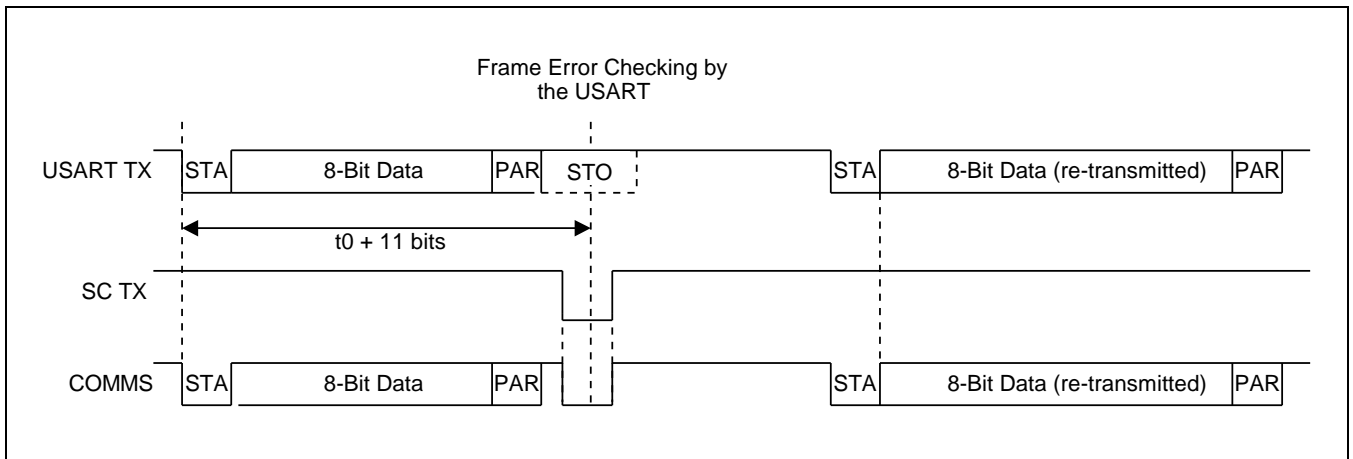 Frame Error Checking by
the USART
USART TX STA 8-Bit Data PAR STO STA 8-Bit Data (re-transmitted) PAR
t0 + 11 bits
SC TX
COMMS STA 8-Bit Data PAR STA 8-Bit Data (re-transmitted) PAR